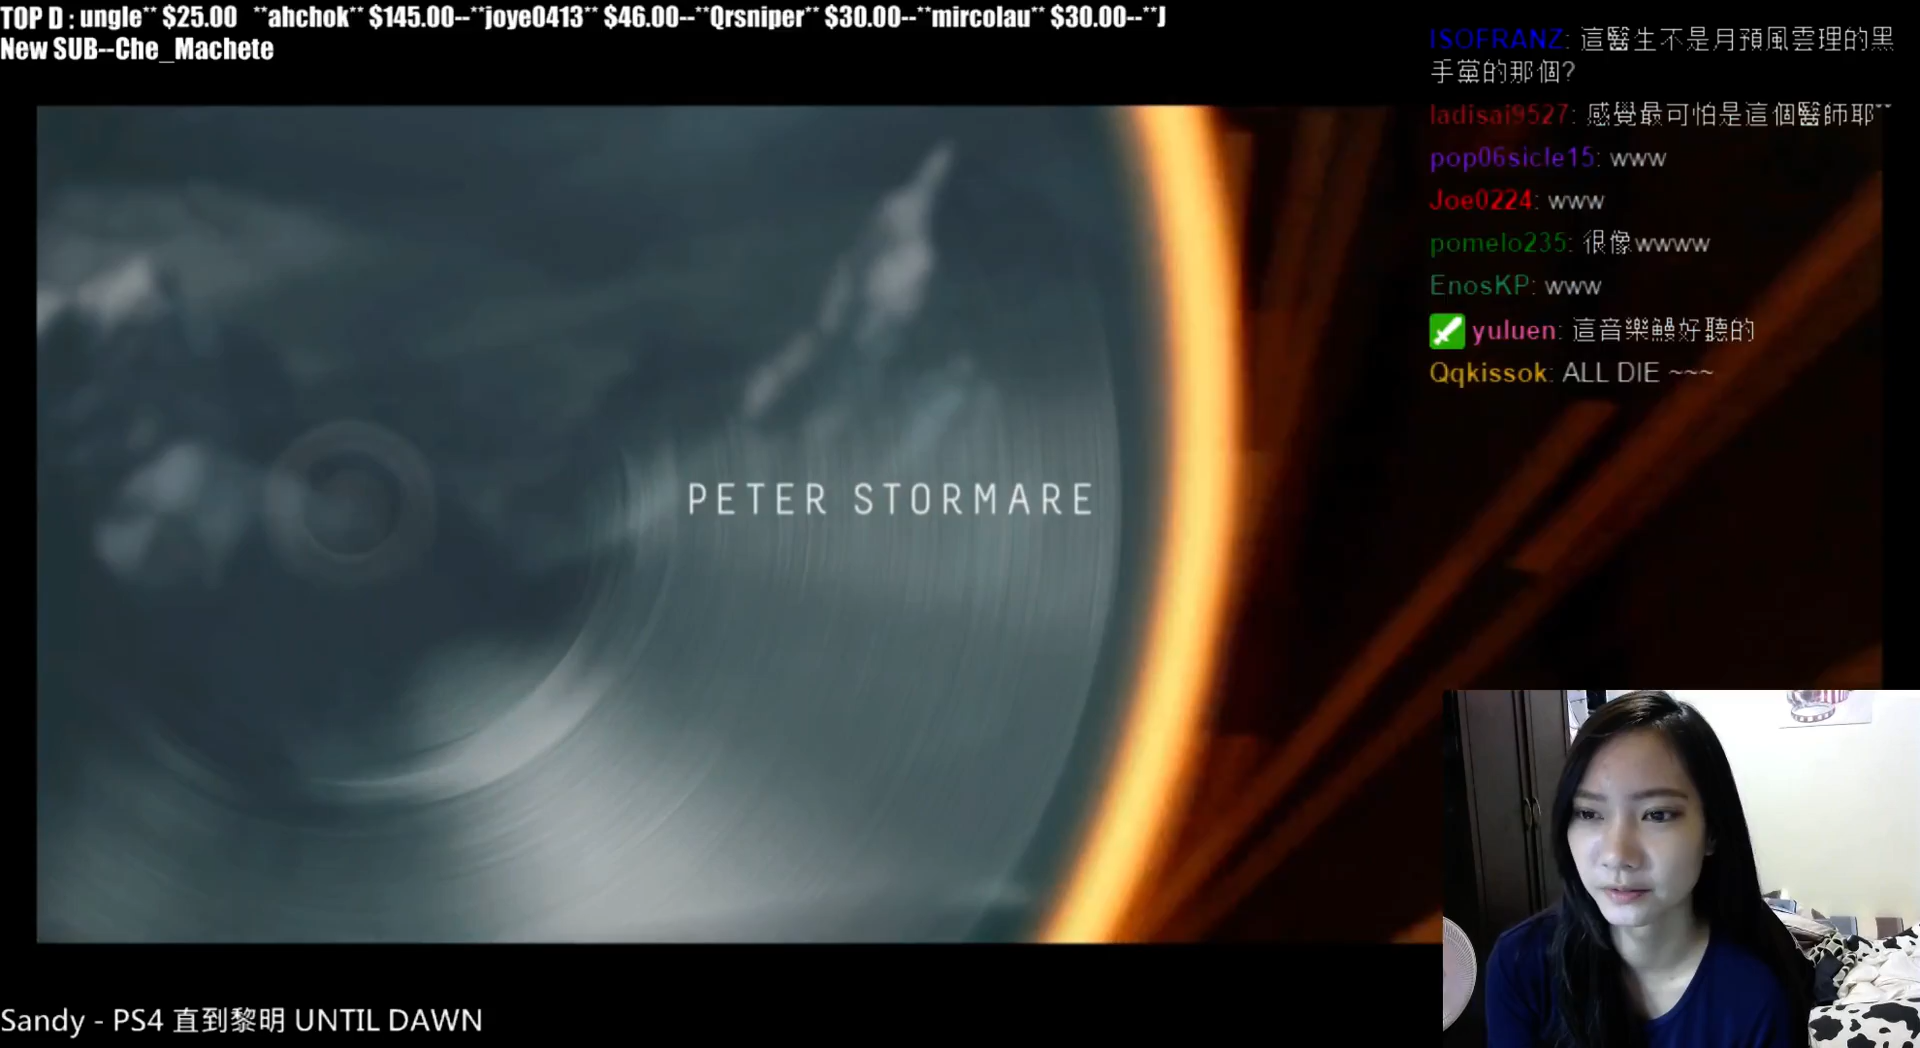 TOP D : ungle** $25.00   **ahchok** $145.00--**joye0413** $46.00--**Qrsniper** $30.00--**mircolau** $30.00--**J
New SUB--Che_Machete
ISOFRANZ: 這醫生不是月預風雲理的黑
手黨的那個?
ladisai9527: 感覺最可怕是這個醫師耶~~
pop06sicle15: www
Joe0224: www
pomelo235: 很像wwww
EnosKP: www
yuluen: 這音樂鰻好聽的
Qqkissok: ALL DIE ~~~
PETER STORMARE
Sandy - PS4 直到黎明 UNTIL DAWN